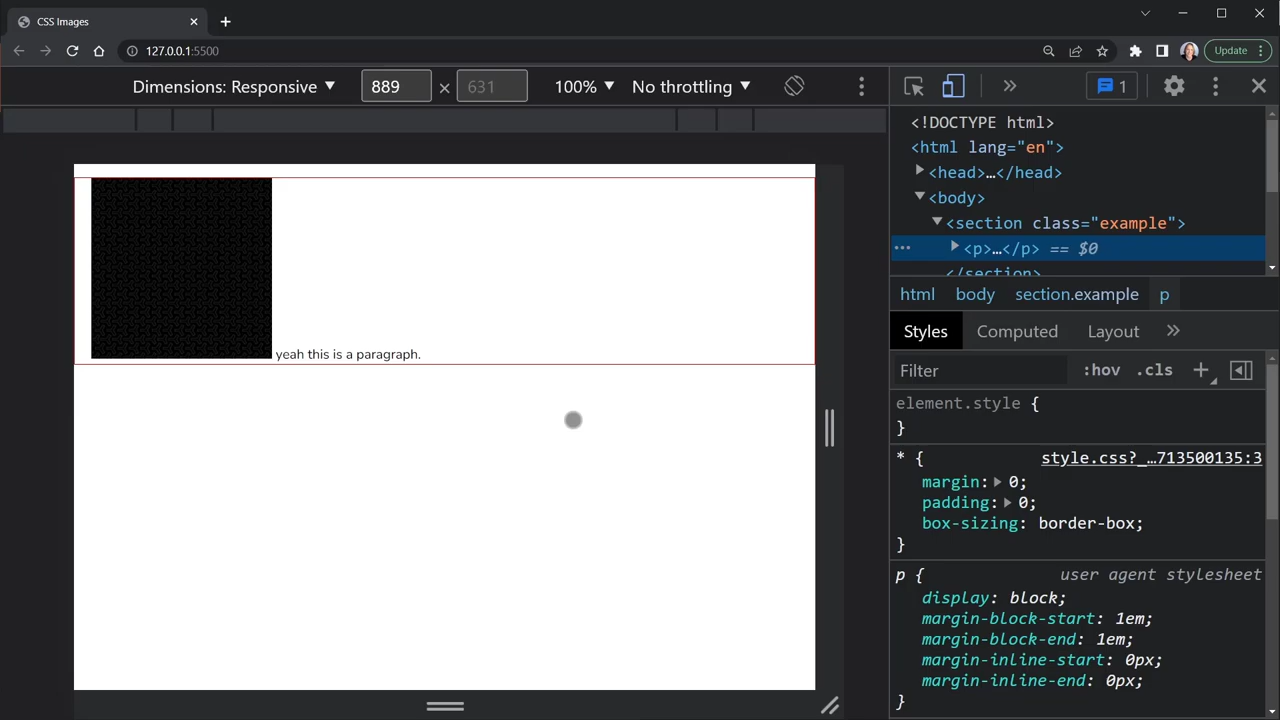 CSS Images
127.0.0.1:5500
Update
Dimensions: Responsive
889 × 631
100%
No throttling
1
yeah this is a paragraph.
<!DOCTYPE html>
<html lang="en">
<head>…</head>
<body>
<section class="example">
<p>…</p> == $0
</section>
html body section.example p
Styles Computed Layout
Filter :hov .cls
element.style {
}
* { style.css?_…713500135:3
margin: 0;
padding: 0;
box-sizing: border-box;
}
p { user agent stylesheet
display: block;
margin-block-start: 1em;
margin-block-end: 1em;
margin-inline-start: 0px;
margin-inline-end: 0px;
}